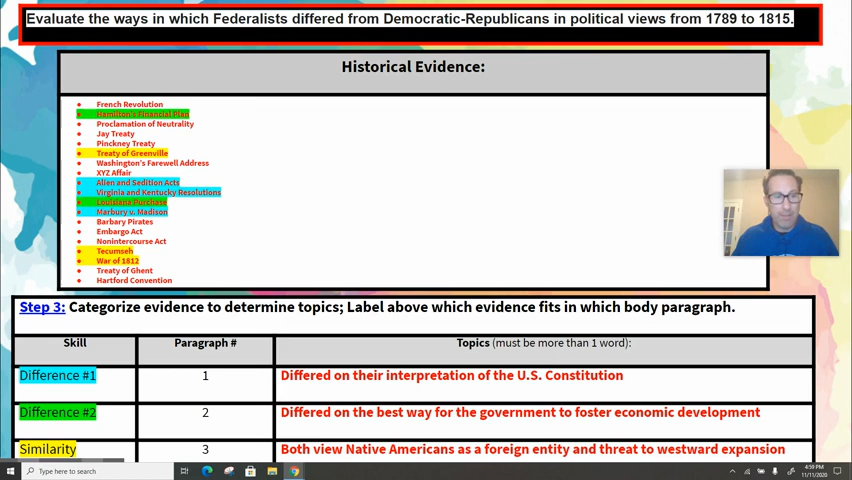 Evaluate the ways in which Federalists differed from Democratic-Republicans in political views from 1789 to 1815.
Historical Evidence:
French Revolution
Hamilton's Financial Plan
Proclamation of Neutrality
Jay Treaty
Pinckney Treaty
Treaty of Greenville
Washington's Farewell Address
XYZ Affair
Alien and Sedition Acts
Virginia and Kentucky Resolutions
Louisiana Purchase
Marbury v. Madison
Barbary Pirates
Embargo Act
Nonintercourse Act
Tecumseh
War of 1812
Treaty of Ghent
Hartford Convention
Step 3: Categorize evidence to determine topics; Label above which evidence fits in which body paragraph.
Skill Paragraph # Topics (must be more than 1 word):
Difference #1 1 Differed on their interpretation of the U.S. Constitution
Difference #2 2 Differed on the best way for the government to foster economic development
Similarity 3 Both view Native Americans as a foreign entity and threat to westward expansion
Type here to search
4:59 PM
11/11/2020